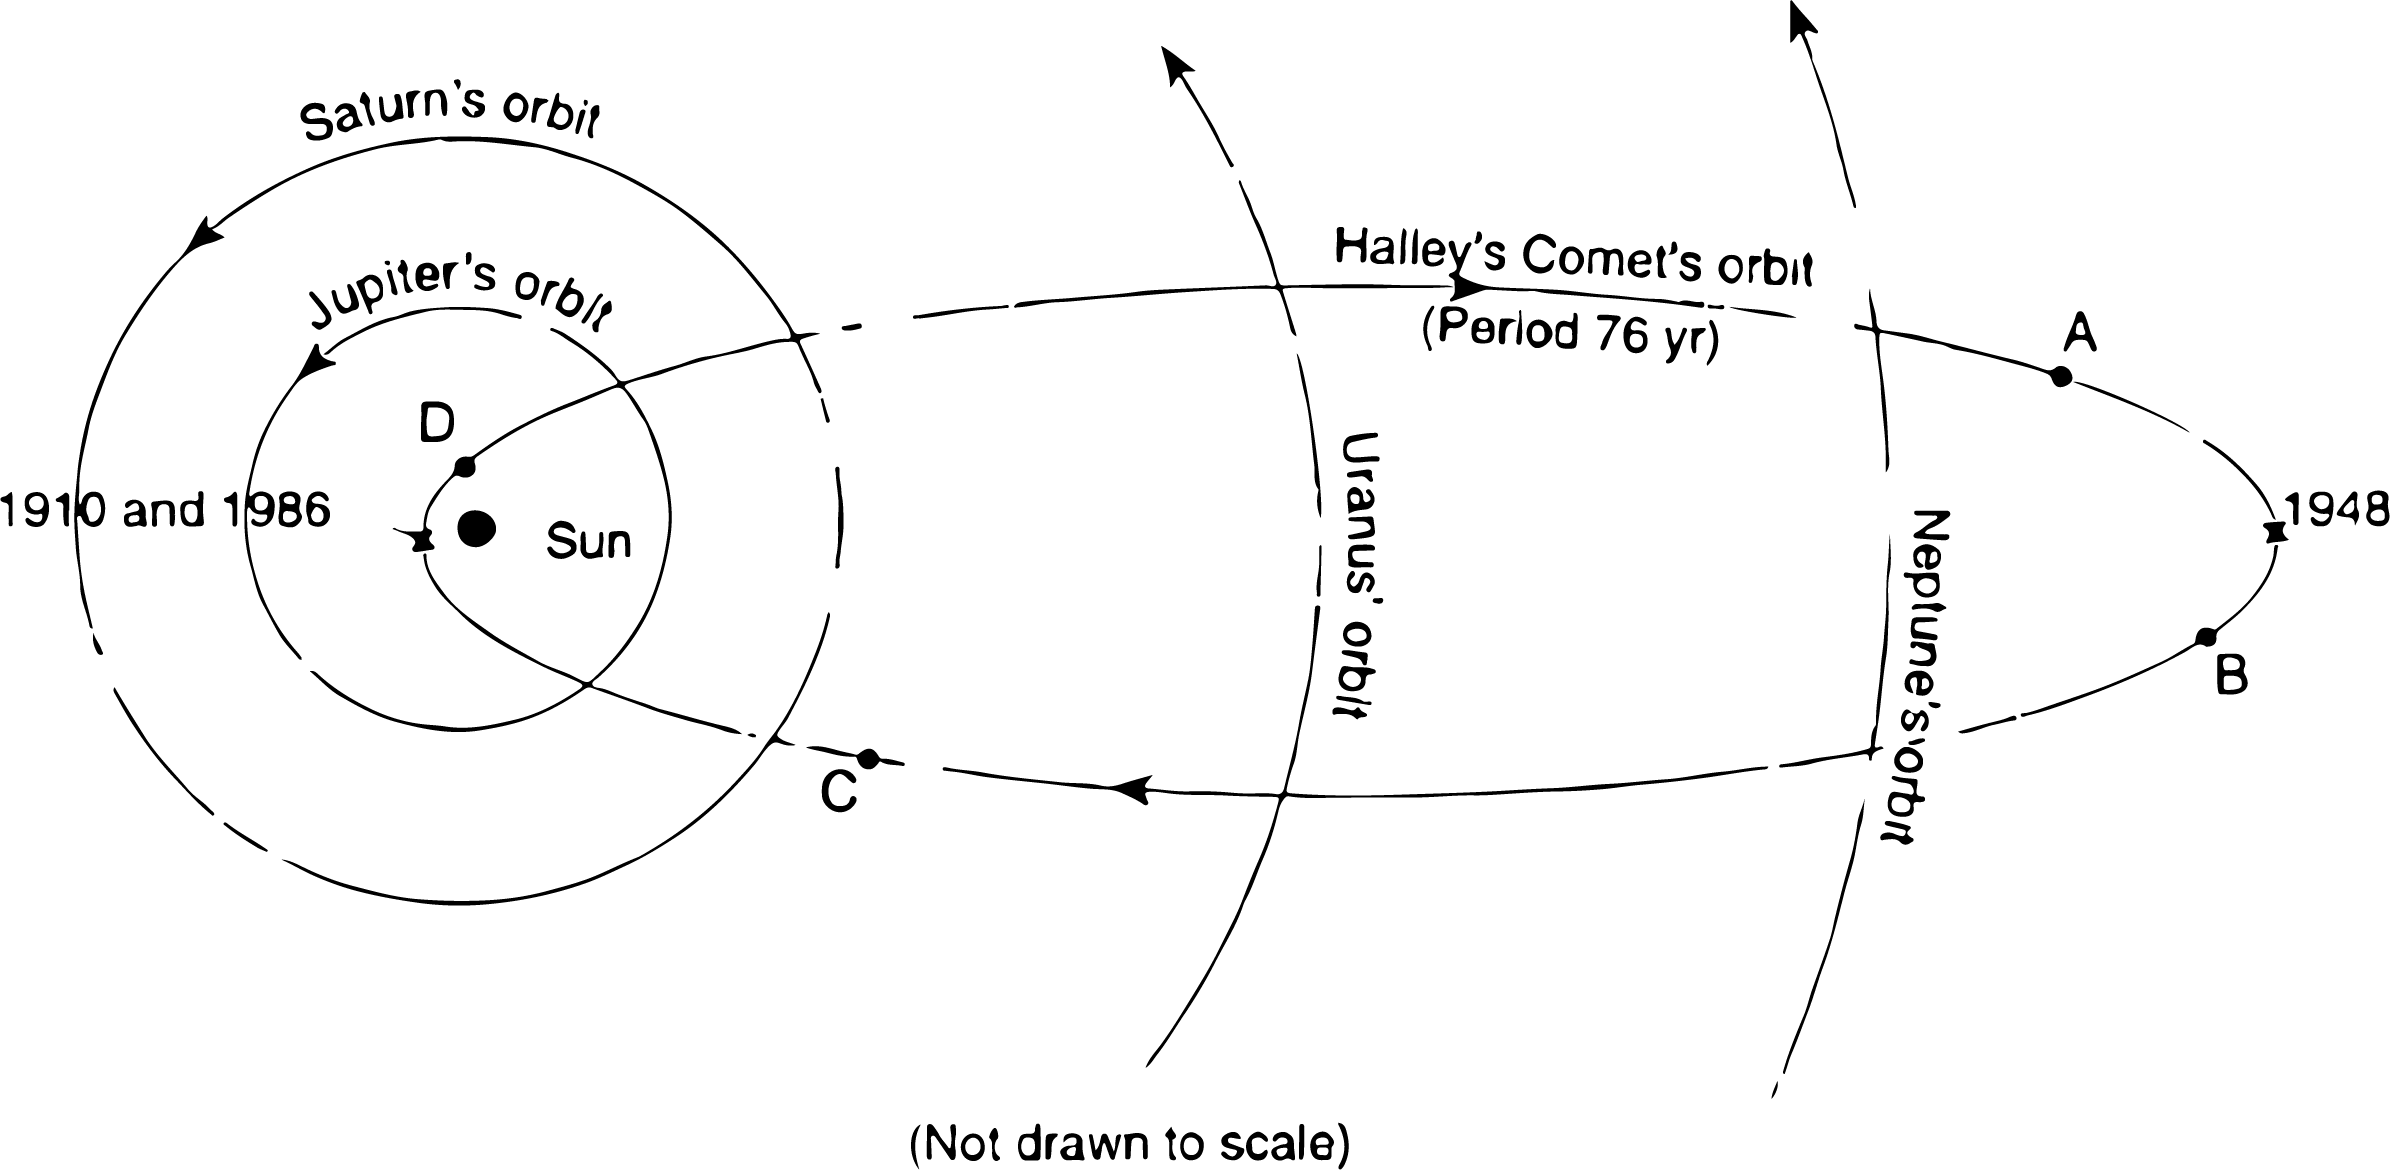 Saturn's orbit
Jupiter's orbit
Halley's Comet's orbit
(Period 76 yr)
A
D
1910 and 1986
Sun
1948
Uranus' orbit
Neptune's orbit
B
C
(Not drawn to scale)